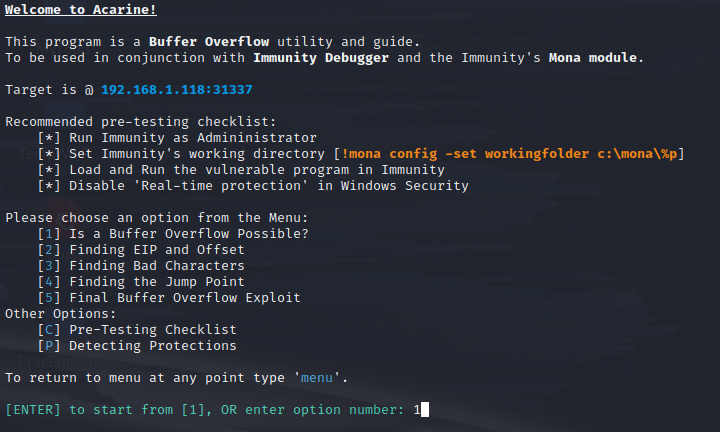 Welcome to Acarine!
This program is a Buffer Overflow utility and guide.
To be used in conjunction with Immunity Debugger and the Immunity's Mona module.
Target is @ 192.168.1.118:31337
Recommended pre-testing checklist:
[*] Run Immunity as Admininistrator
[*] Set Immunity's working directory [!mona config -set workingfolder c:\mona\%p]
[*] Load and Run the vulnerable program in Immunity
[*] Disable 'Real-time protection' in Windows Security
Please choose an option from the Menu:
[1] Is a Buffer Overflow Possible?
[2] Finding EIP and Offset
[3] Finding Bad Characters
[4] Finding the Jump Point
[5] Final Buffer Overflow Exploit
Other Options:
[C] Pre-Testing Checklist
[P] Detecting Protections
To return to menu at any point type 'menu'.
[ENTER] to start from [1], OR enter option number: 1